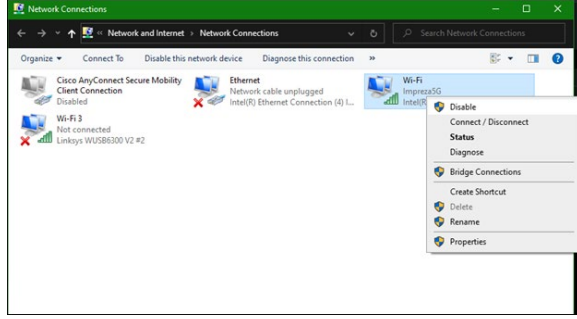 Network Connections
« Network and Internet › Network Connections
Search Network Connections
Organize Connect To Disable this network device Diagnose this connection »
Cisco AnyConnect Secure Mobility
Client Connection
Disabled
Ethernet
Network cable unplugged
Intel(R) Ethernet Connection (4) I...
Wi-Fi
Impreza5G
Intel(R
Wi-Fi 3
Not connected
Linksys WUSB6300 V2 #2
Disable
Connect / Disconnect
Status
Diagnose
Bridge Connections
Create Shortcut
Delete
Rename
Properties